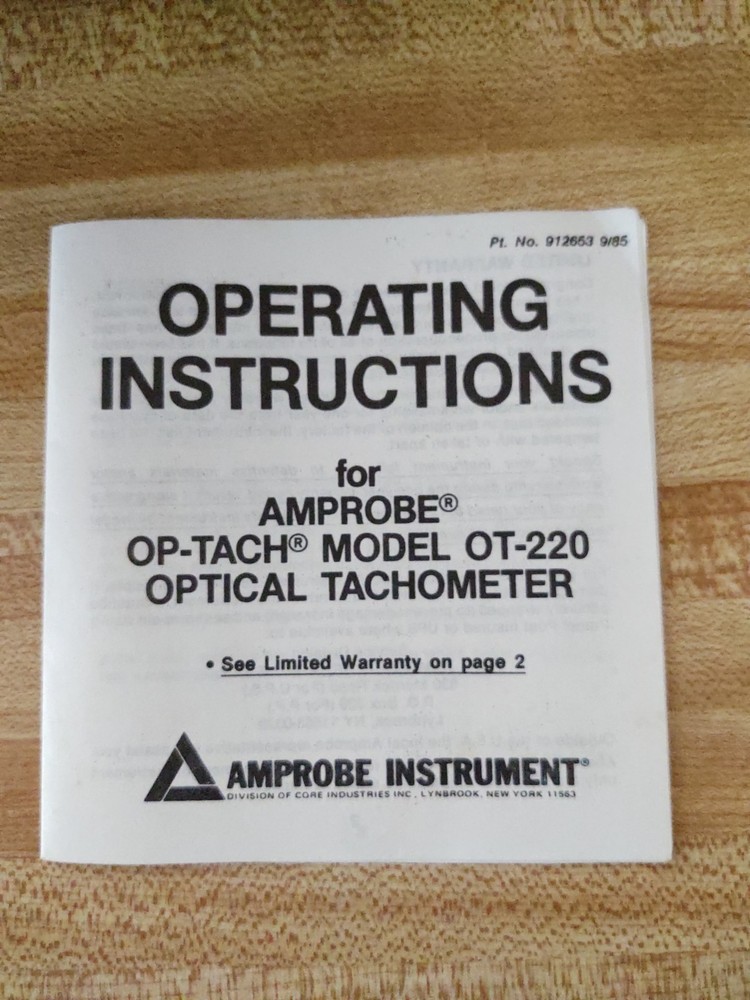 Pt. No. 912653 9/85
OPERATING
INSTRUCTIONS
for
AMPROBE®
OP-TACH® MODEL OT-220
OPTICAL TACHOMETER
• See Limited Warranty on page 2
AMPROBE INSTRUMENT®
DIVISION OF CORE INDUSTRIES INC., LYNBROOK, NEW YORK 11563